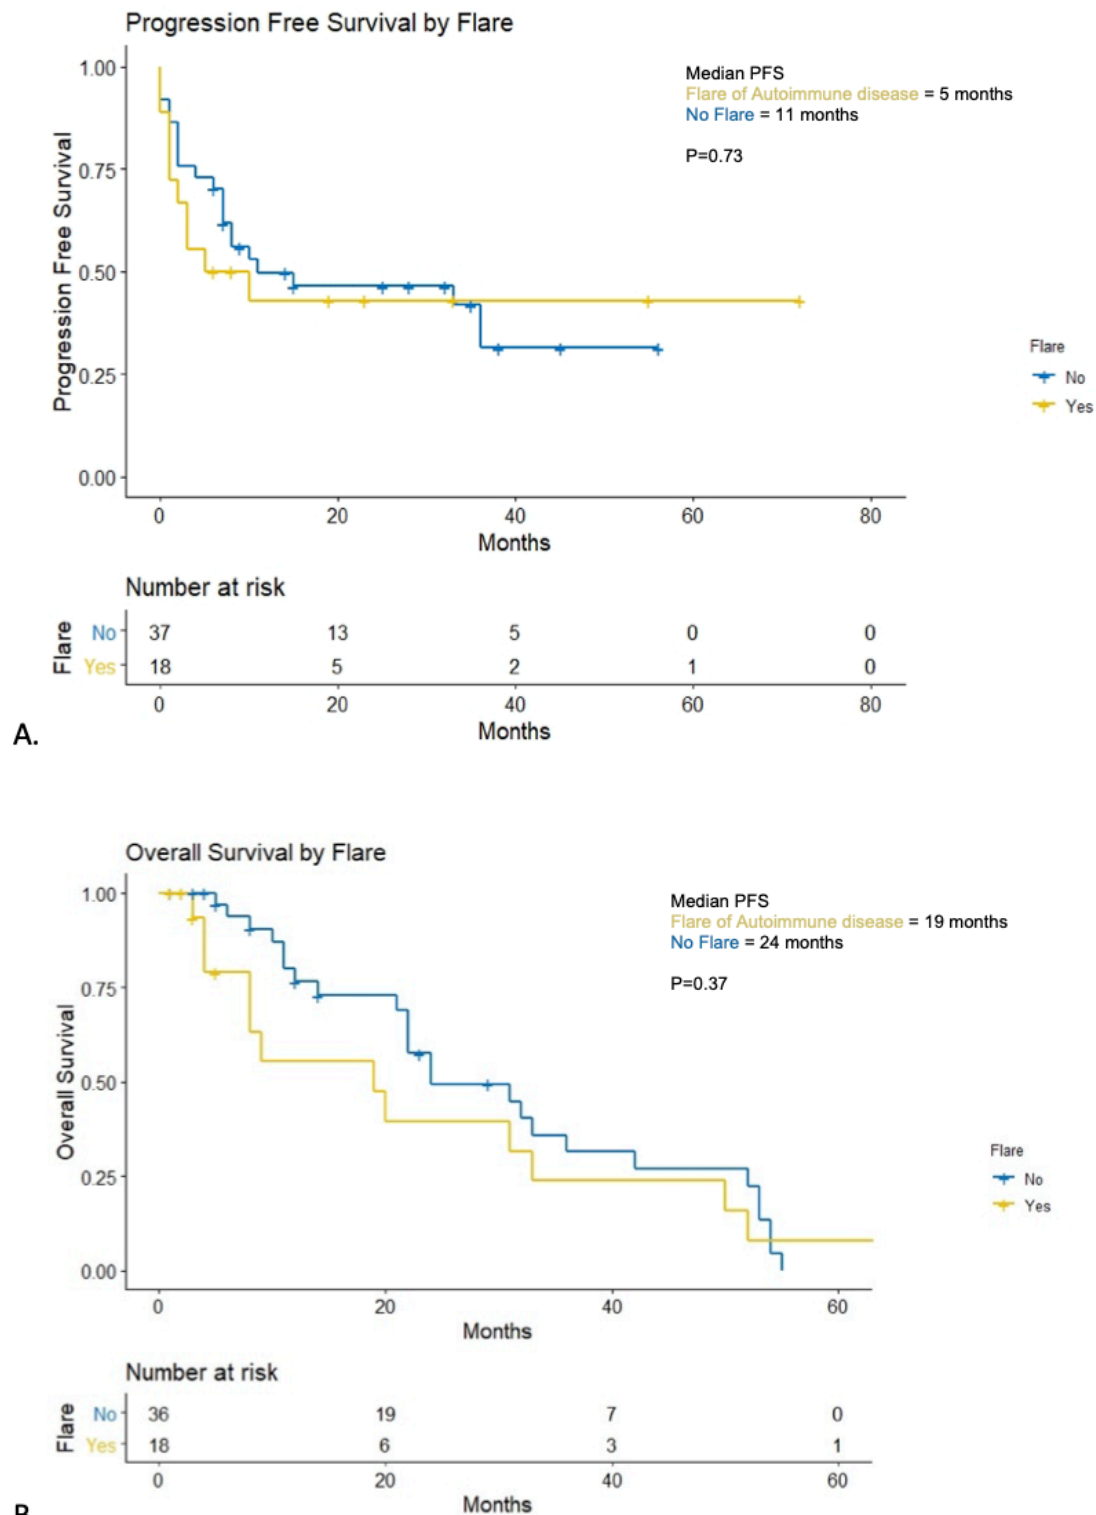 Progression Free Survival by Flare
Median PFS
Flare of Autoimmune disease = 5 months
No Flare = 11 months
P=0.73
Progression Free Survival
1.00
0.75
0.50
0.25
0.00
0 20 40 60 80
Months
Flare
No
Yes
Number at risk
Flare
No 37 13 5 0 0
Yes 18 5 2 1 0
0 20 40 60 80
Months
A.
Overall Survival by Flare
Median PFS
Flare of Autoimmune disease = 19 months
No Flare = 24 months
P=0.37
Overall Survival
1.00
0.75
0.50
0.25
0.00
0 20 40 60
Months
Flare
No
Yes
Number at risk
Flare
No 36 19 7 0
Yes 18 6 3 1
0 20 40 60
Months